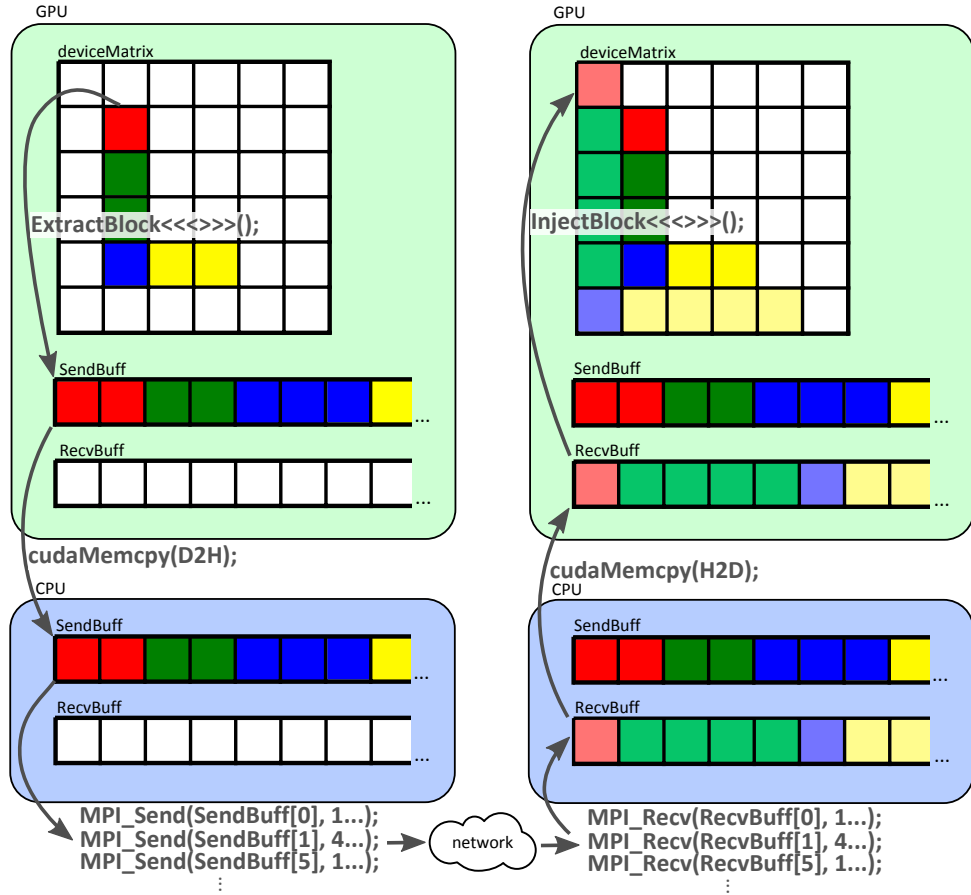 GPU
deviceMatrix
ExtractBlock<<<>>>();
SendBuff
...
RecvBuff
...
cudaMemcpy(D2H);
CPU
SendBuff
...
RecvBuff
...
MPI_Send(SendBuff[0], 1...);
MPI_Send(SendBuff[1], 4...);
MPI_Send(SendBuff[5], 1...);
...
network
GPU
deviceMatrix
InjectBlock<<<>>>();
SendBuff
...
RecvBuff
...
cudaMemcpy(H2D);
CPU
SendBuff
...
RecvBuff
...
MPI_Recv(RecvBuff[0], 1...);
MPI_Recv(RecvBuff[1], 4...);
MPI_Recv(RecvBuff[5], 1...);
...